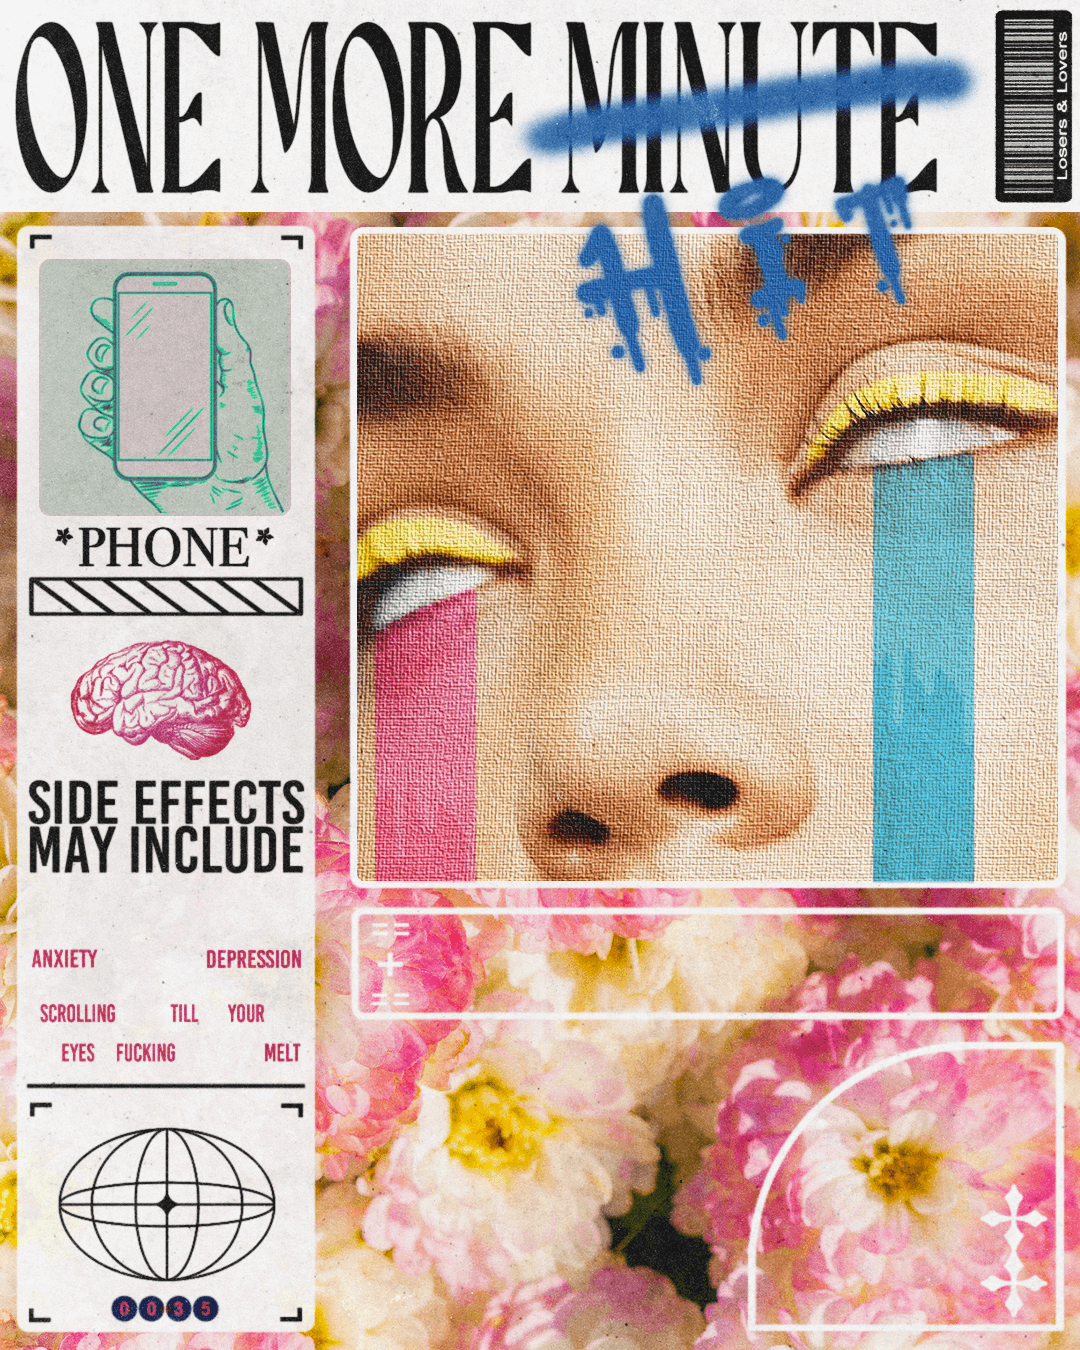 ONE MORE MINUTE
HIT
Losers & Lovers
*PHONE*
SIDE EFFECTS
MAY INCLUDE
ANXIETY DEPRESSION
SCROLLING TILL YOUR
EYES FUCKING MELT
0035